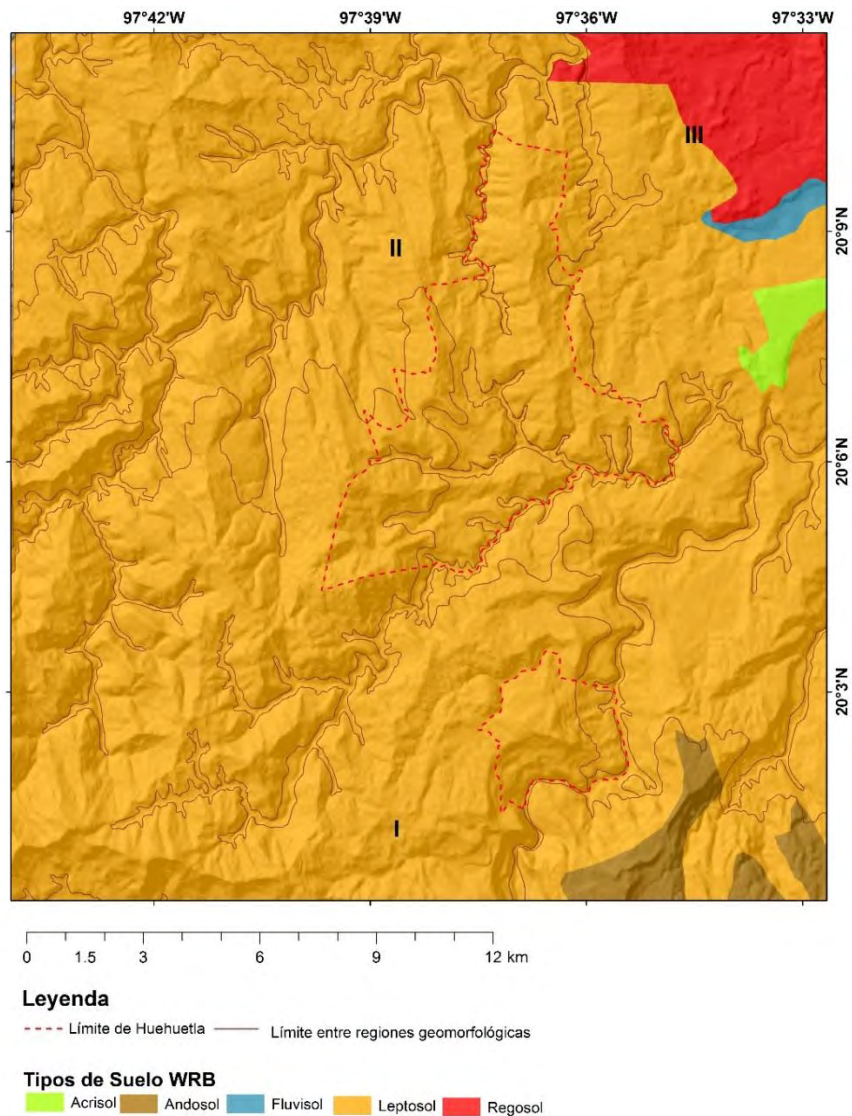 97°42'W 97°39'W 97°36'W 97°33'W
III
20°9'N
II
20°6'N
20°3'N
I
0 1.5 3 6 9 12 km
Leyenda
Límite de Huehuetla Límite entre regiones geomorfológicas
Tipos de Suelo WRB
Acrisol Andosol Fluvisol Leptosol Regosol